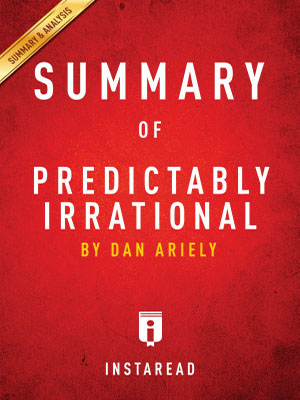 SUMMARY & ANALYSIS
SUMMARY
OF
PREDICTABLY
IRRATIONAL
BY DAN ARIELY
i
INSTAREAD